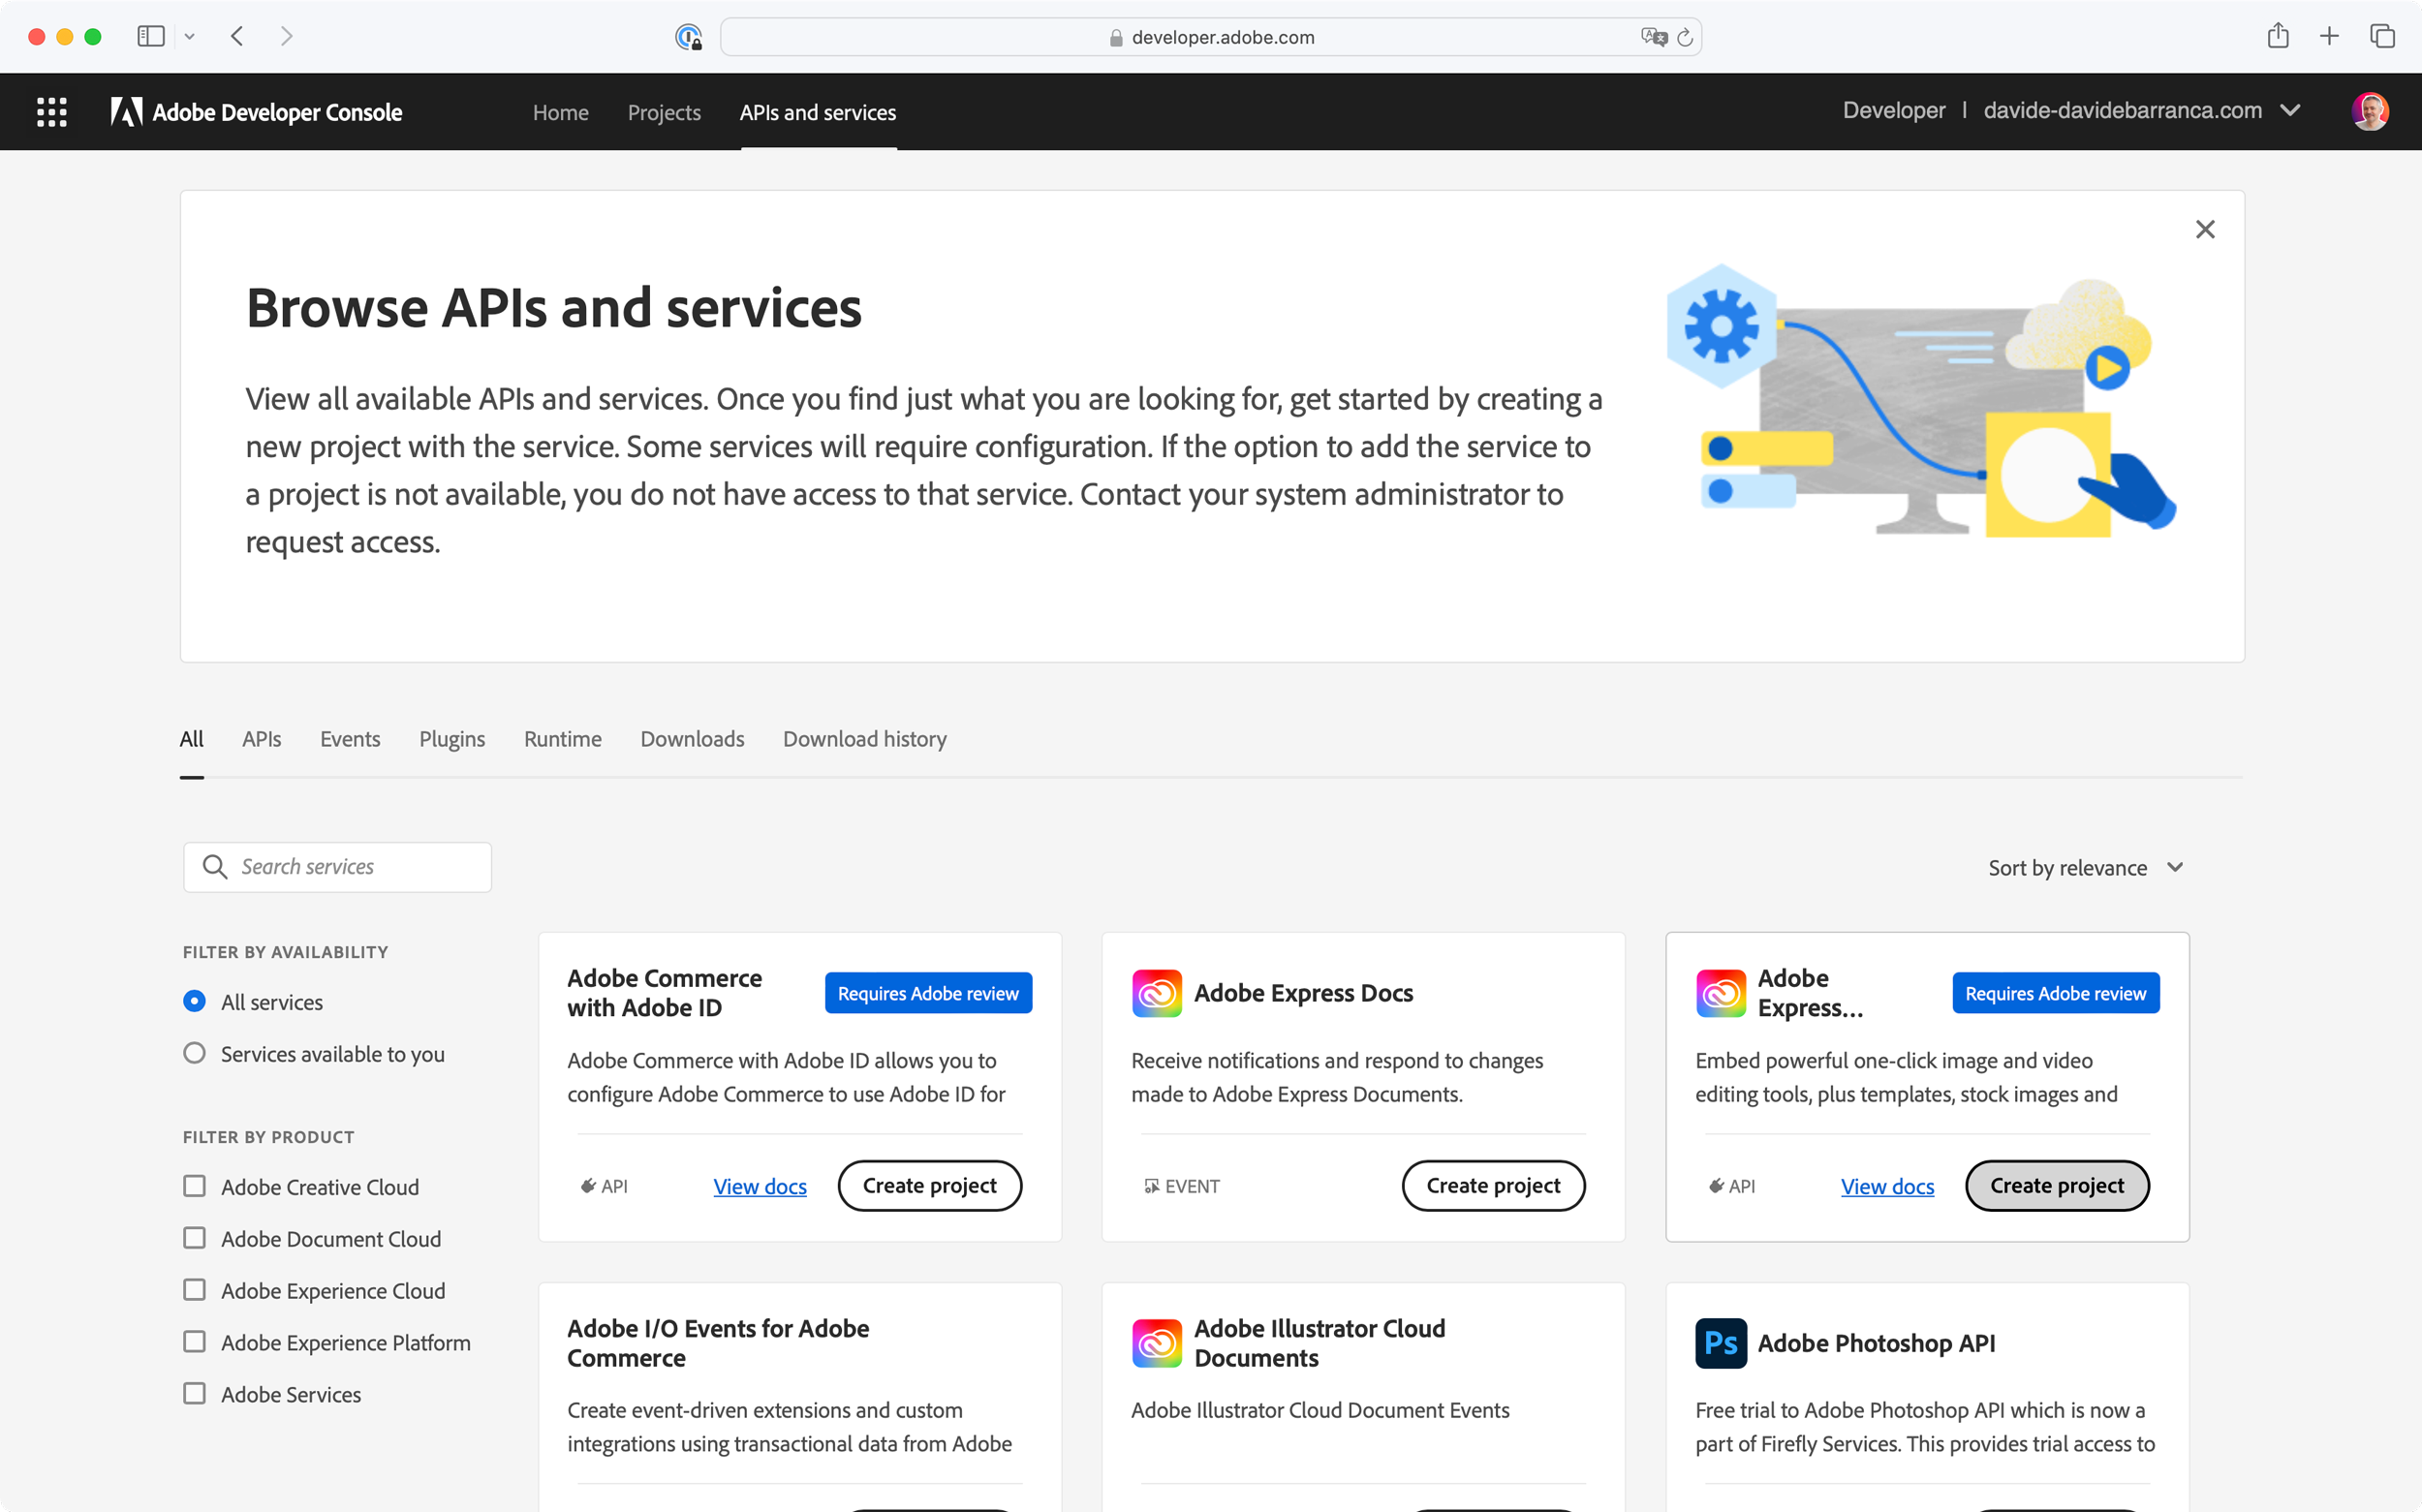 developer.adobe.com
Adobe Developer Console
Home
Projects
APIs and services
Developer | davide-davidebarranca.com
Browse APIs and services
View all available APIs and services. Once you find just what you are looking for, get started by creating a
new project with the service. Some services will require configuration. If the option to add the service to
a project is not available, you do not have access to that service. Contact your system administrator to
request access.
All
APIs
Events
Plugins
Runtime
Downloads
Download history
Search services
Sort by relevance
FILTER BY AVAILABILITY
All services
Services available to you
FILTER BY PRODUCT
Adobe Creative Cloud
Adobe Document Cloud
Adobe Experience Cloud
Adobe Experience Platform
Adobe Services
Adobe Commerce
with Adobe ID
Requires Adobe review
Adobe Commerce with Adobe ID allows you to
configure Adobe Commerce to use Adobe ID for
API
View docs
Create project
Adobe Express Docs
Receive notifications and respond to changes
made to Adobe Express Documents.
EVENT
Create project
Adobe
Express...
Requires Adobe review
Embed powerful one-click image and video
editing tools, plus templates, stock images and
API
View docs
Create project
Adobe I/O Events for Adobe
Commerce
Create event-driven extensions and custom
integrations using transactional data from Adobe
Adobe Illustrator Cloud
Documents
Adobe Illustrator Cloud Document Events
Ps
Adobe Photoshop API
Free trial to Adobe Photoshop API which is now a
part of Firefly Services. This provides trial access to